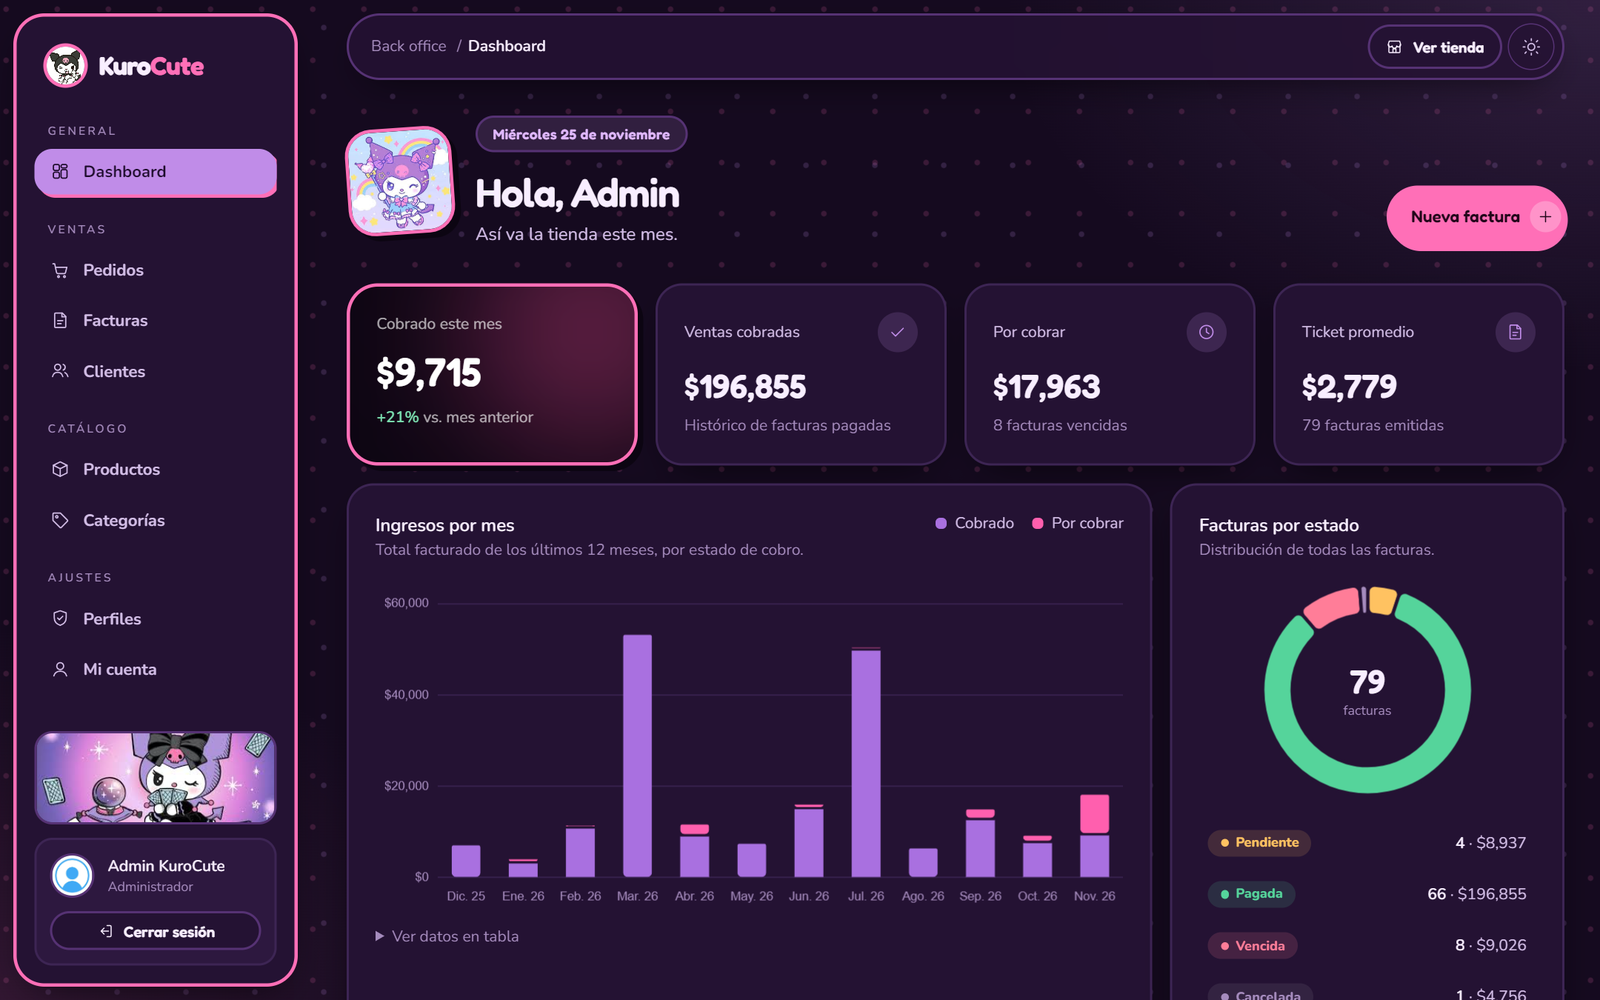 KuroCute
GENERAL
Dashboard
VENTAS
Pedidos
Facturas
Clientes
CATÁLOGO
Productos
Categorías
AJUSTES
Perfiles
Mi cuenta
Admin KuroCute
Administrador
Cerrar sesión
Back office / Dashboard
Ver tienda
Miércoles 25 de noviembre
Hola, Admin
Así va la tienda este mes.
Nueva factura
Cobrado este mes
$9,715
+21% vs. mes anterior
Ventas cobradas
$196,855
Histórico de facturas pagadas
Por cobrar
$17,963
8 facturas vencidas
Ticket promedio
$2,779
79 facturas emitidas
Ingresos por mes
Total facturado de los últimos 12 meses, por estado de cobro.
Cobrado Por cobrar
$60,000
$40,000
$20,000
$0
Dic. 25 Ene. 26 Feb. 26 Mar. 26 Abr. 26 May. 26 Jun. 26 Jul. 26 Ago. 26 Sep. 26 Oct. 26 Nov. 26
Ver datos en tabla
Facturas por estado
Distribución de todas las facturas.
79
facturas
Pendiente 4 · $8,937
Pagada 66 · $196,855
Vencida 8 · $9,026
Cancelada 1 · $4,756